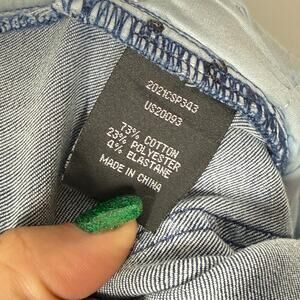 2021CSP343
US20093
73% COTTON
23% POLYESTER
4% ELASTANE
MADE IN CHINA